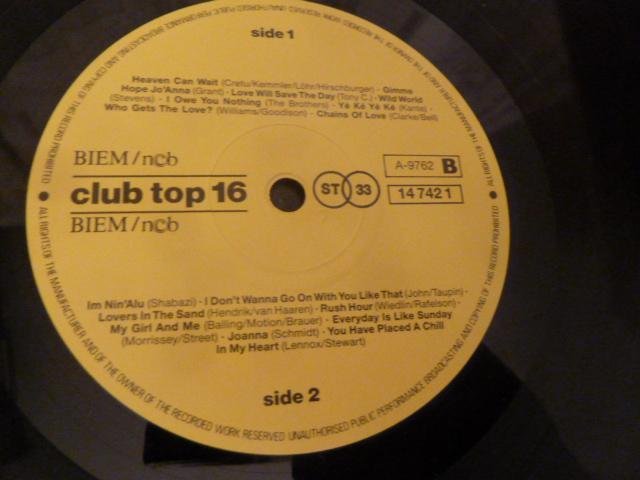 side 1
Heaven Can Wait (Cretu/Kemmler/Löhr/Hirschburger) · Gimme
Hope Jo'Anna (Grant) · Love Will Save The Day (Tony C.) · Wild World
(Stevens) · I Owe You Nothing (The Brothers) · Yé Ké Yé Ké (Kante) ·
Who Gets The Love? (Williams/Goodison) · Chains Of Love (Clarke/Bell)
BIEM/ncb
club top 16
BIEM/ncb
ST 33
A-9762 B
147421
Im Nin'Alu (Shabazi) · I Don't Wanna Go On With You Like That (John/Taupin) ·
Lovers In The Sand (Hendrik/van Haaren) · Rush Hour (Wiedlin/Rafelson) ·
My Girl And Me (Balling/Motion/Brauer) · Everyday Is Like Sunday
(Morrissey/Street) · Joanna (Schmidt) · You Have Placed A Chill
In My Heart (Lennox/Stewart)
side 2
ALL RIGHTS OF THE MANUFACTURER AND OF THE OWNER OF THE RECORDED WORK RESERVED UNAUTHORISED PUBLIC PERFORMANCE BROADCASTING AND COPYING OF THIS RECORD PROHIBITED